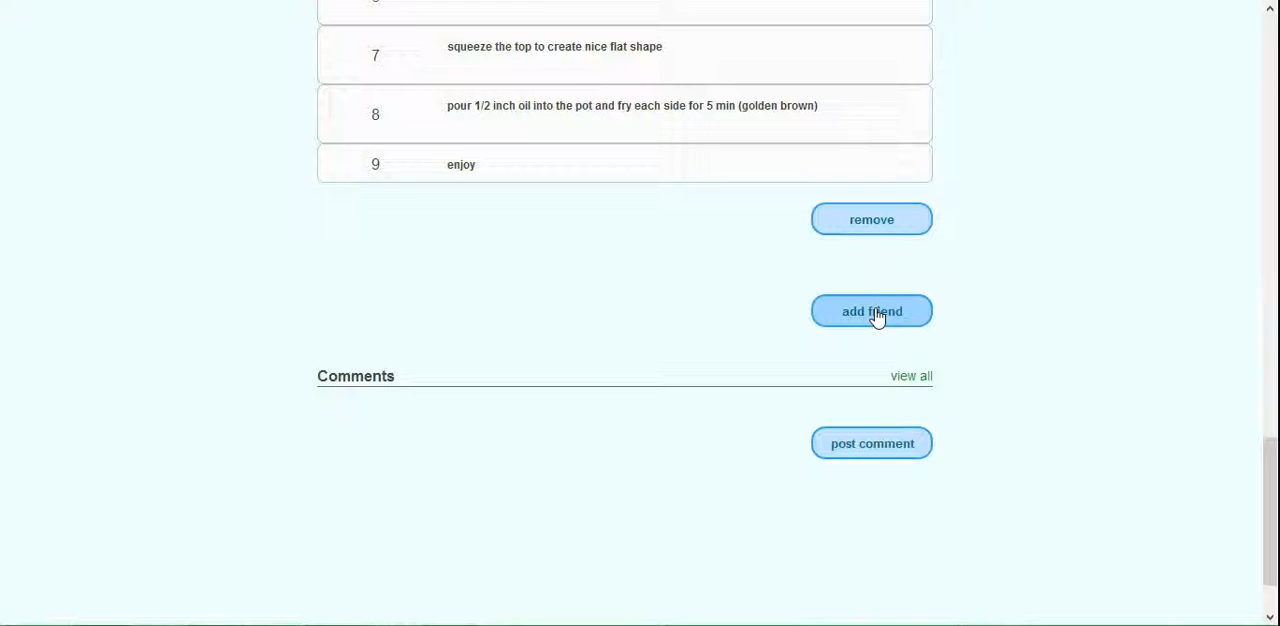 7 squeeze the top to create nice flat shape
8 pour 1/2 inch oil into the pot and fry each side for 5 min (golden brown)
9 enjoy
remove
add friend
Comments view all
post comment